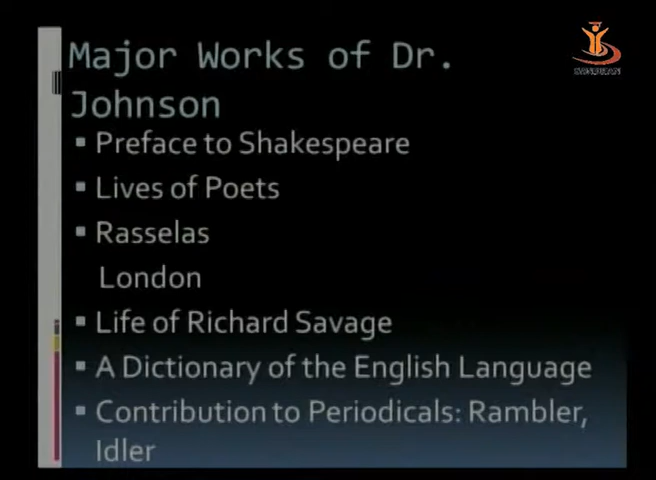 Major Works of Dr.
Johnson
▪ Preface to Shakespeare
▪ Lives of Poets
▪ Rasselas
London
▪ Life of Richard Savage
▪ A Dictionary of the English Language
▪ Contribution to Periodicals: Rambler,
Idler